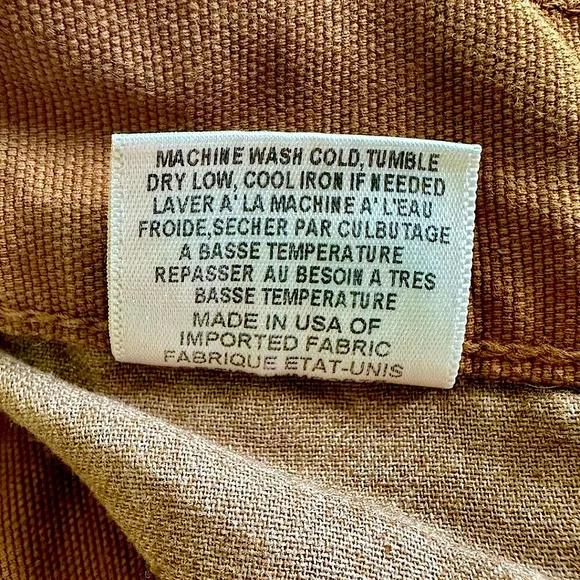 MACHINE WASH COLD,TUMBLE
DRY LOW, COOL IRON IF NEEDED
LAVER A' LA MACHINE A' L'EAU
FROIDE,SECHER PAR CULBUTAGE
A BASSE TEMPERATURE
REPASSER AU BESOIN A TRES
BASSE TEMPERATURE
MADE IN USA OF
IMPORTED FABRIC
FABRIQUE ETAT-UNIS